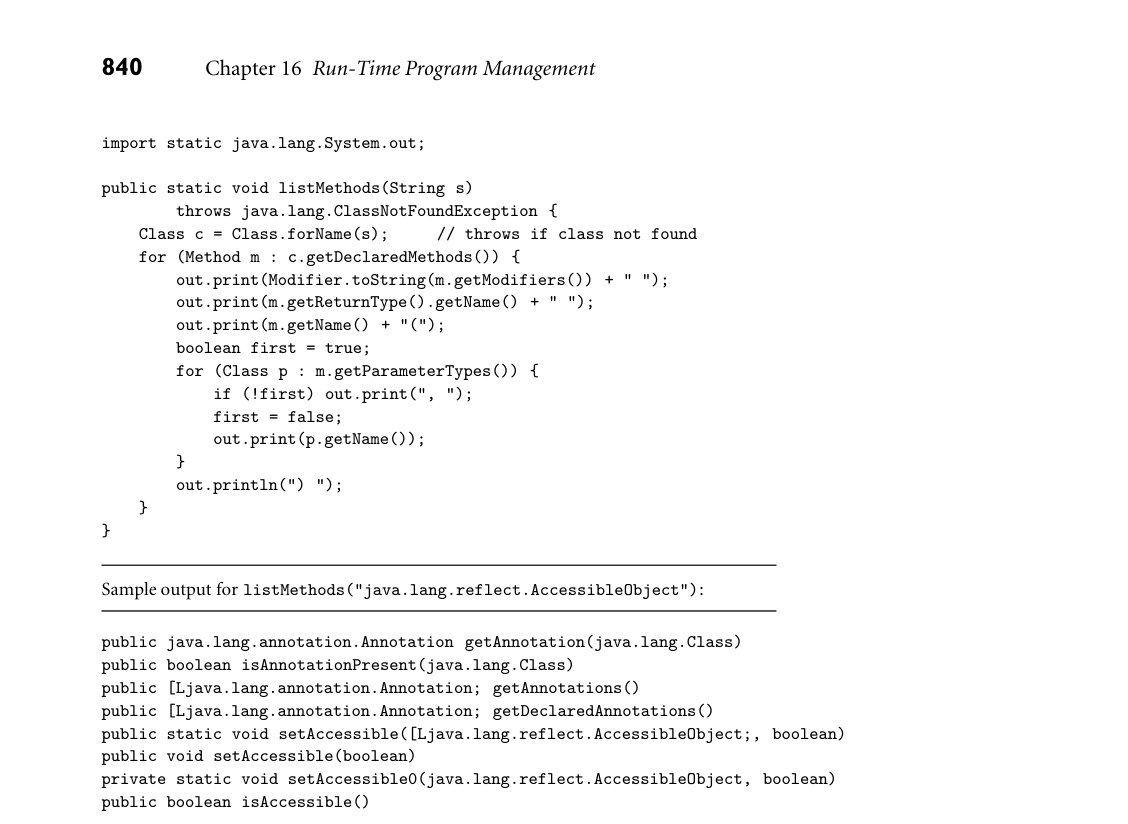 840 Chapter 16 Run-Time Program Management
import static java.lang.System.out;
public static void listMethods(String s)
        throws java.lang.ClassNotFoundException {
    Class c = Class.forName(s);     // throws if class not found
    for (Method m : c.getDeclaredMethods()) {
        out.print(Modifier.toString(m.getModifiers()) + " ");
        out.print(m.getReturnType().getName() + " ");
        out.print(m.getName() + "(");
        boolean first = true;
        for (Class p : m.getParameterTypes()) {
            if (!first) out.print(", ");
            first = false;
            out.print(p.getName());
        }
        out.println(") ");
    }
}
Sample output for listMethods("java.lang.reflect.AccessibleObject"):
public java.lang.annotation.Annotation getAnnotation(java.lang.Class)
public boolean isAnnotationPresent(java.lang.Class)
public [Ljava.lang.annotation.Annotation; getAnnotations()
public [Ljava.lang.annotation.Annotation; getDeclaredAnnotations()
public static void setAccessible([Ljava.lang.reflect.AccessibleObject;, boolean)
public void setAccessible(boolean)
private static void setAccessible0(java.lang.reflect.AccessibleObject, boolean)
public boolean isAccessible()